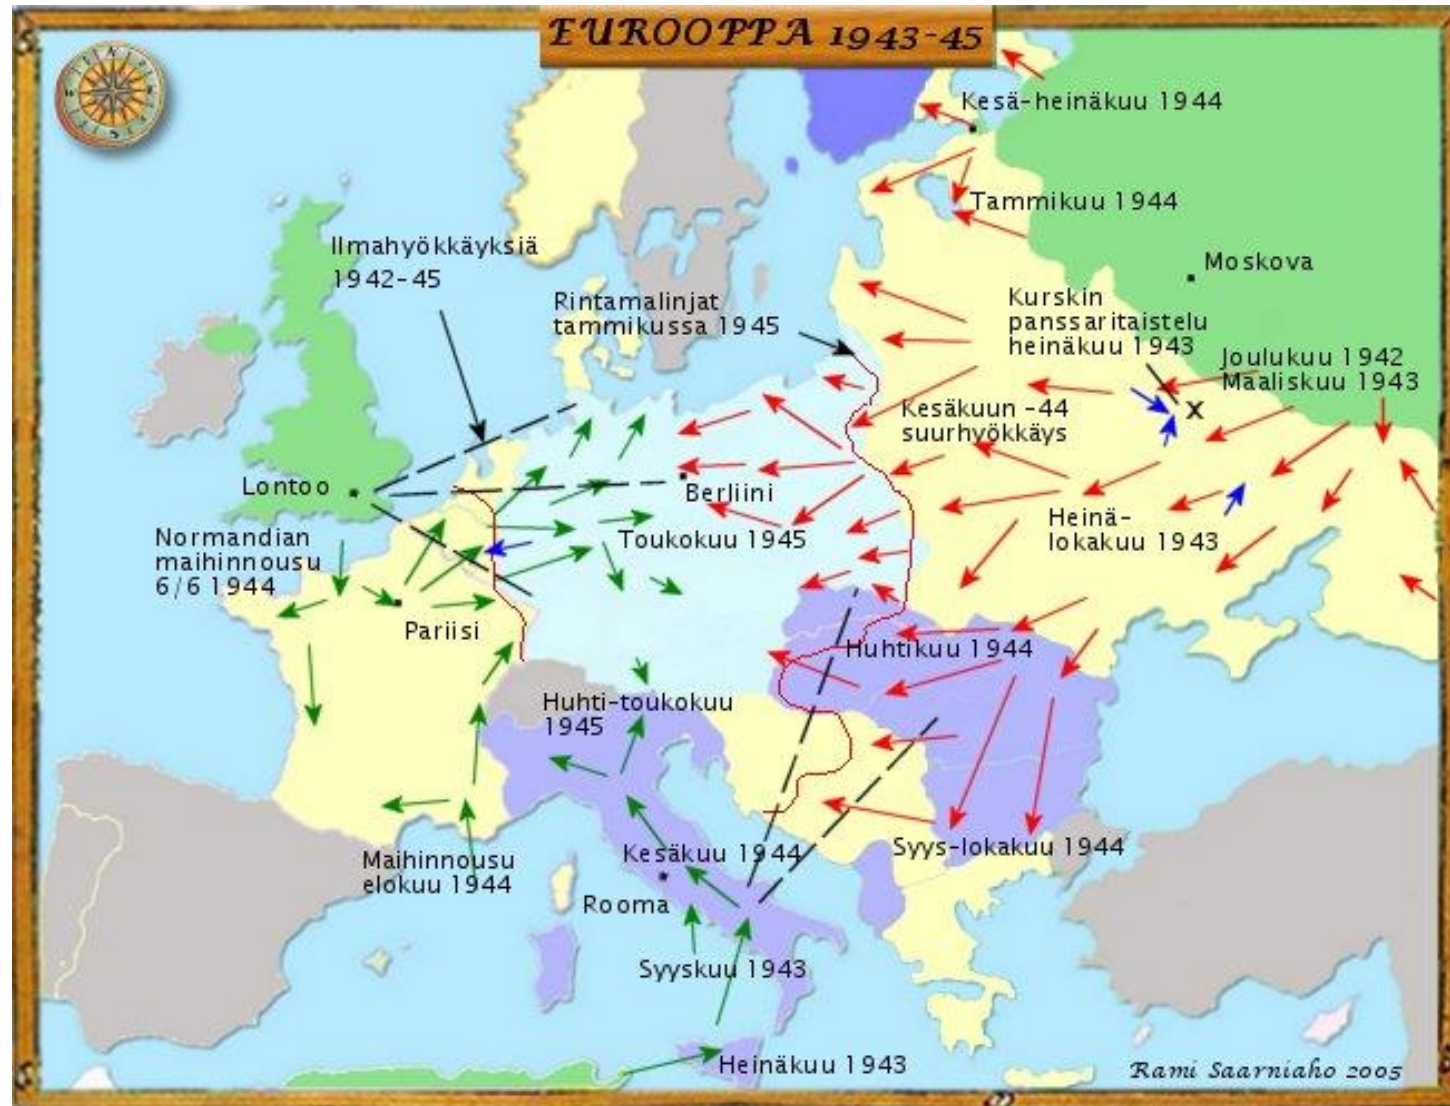 EUROOPPA 1943-45
Kesä-heinäkuu 1944
Tammikuu 1944
Ilmahyökkäyksiä
1942-45
Moskova
Rintamalinjat
tammikussa 1945
Kurskin
panssaritaistelu
heinäkuu 1943
Joulukuu 1942
Maaliskuu 1943
Kesäkuun -44
suurhyökkäys
x
Lontoo
Berliini
Normandian
maihinnousu
6/6 1944
Toukokuu 1945
Heinä-
lokakuu 1943
Pariisi
Huhtikuu 1944
Huhti-toukokuu
1945
Maihinnousu
elokuu 1944
Kesäkuu 1944
Syys-lokakuu 1944
Rooma
Syyskuu 1943
Heinäkuu 1943
Rami Saarniaho 2005